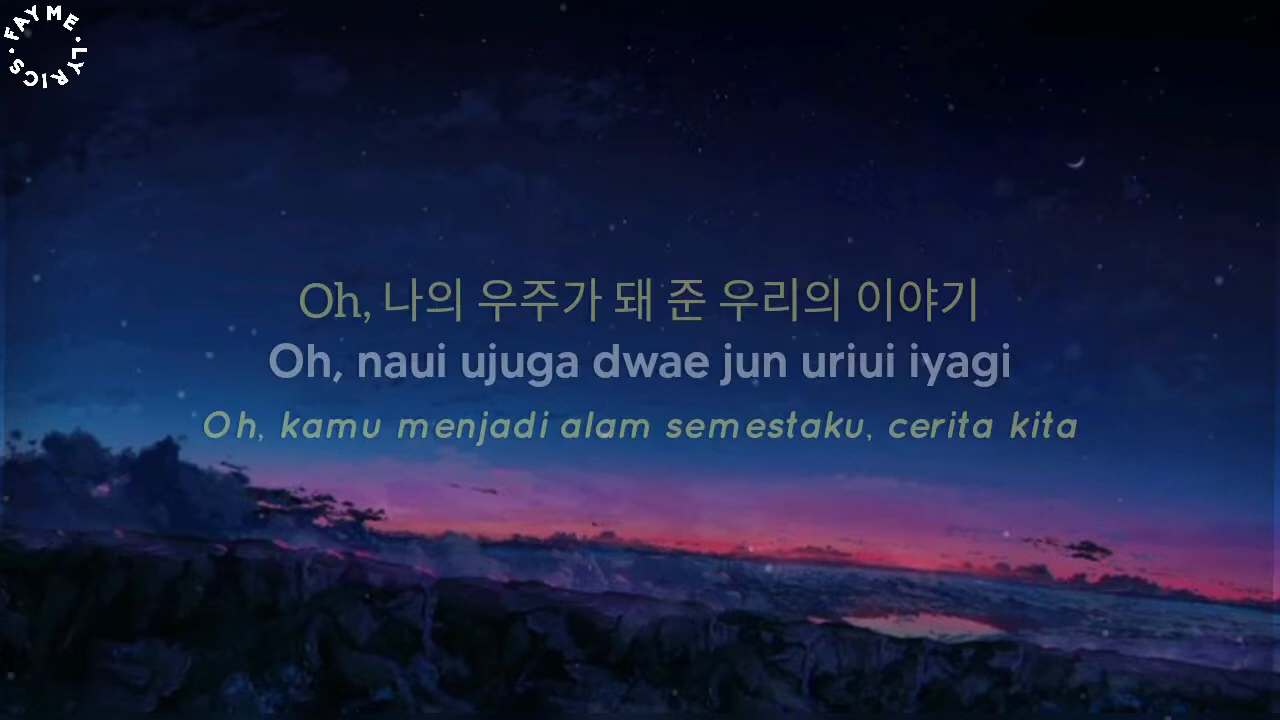 FAYME · LYRICS ·
Oh, 나의 우주가 돼 준 우리의 이야기
Oh, naui ujuga dwae jun uriui iyagi
Oh, kamu menjadi alam semestaku, cerita kita